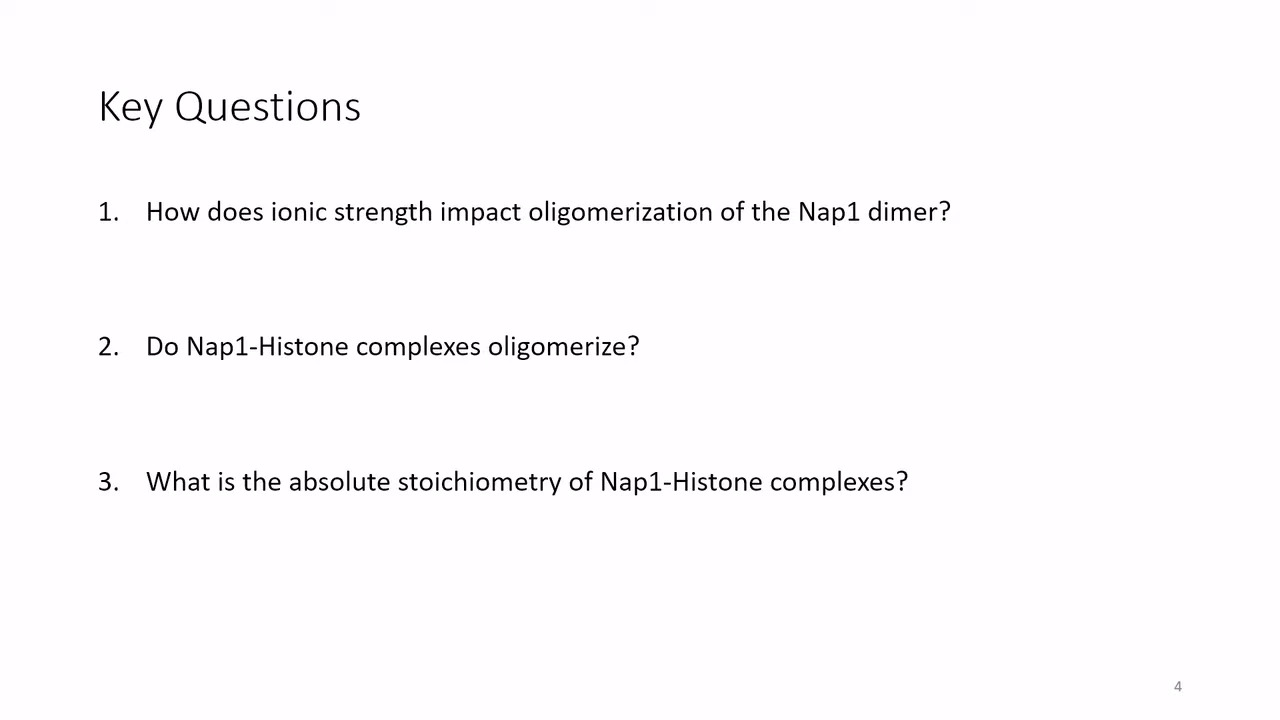 Key Questions
1. How does ionic strength impact oligomerization of the Nap1 dimer?
2. Do Nap1-Histone complexes oligomerize?
3. What is the absolute stoichiometry of Nap1-Histone complexes?
4